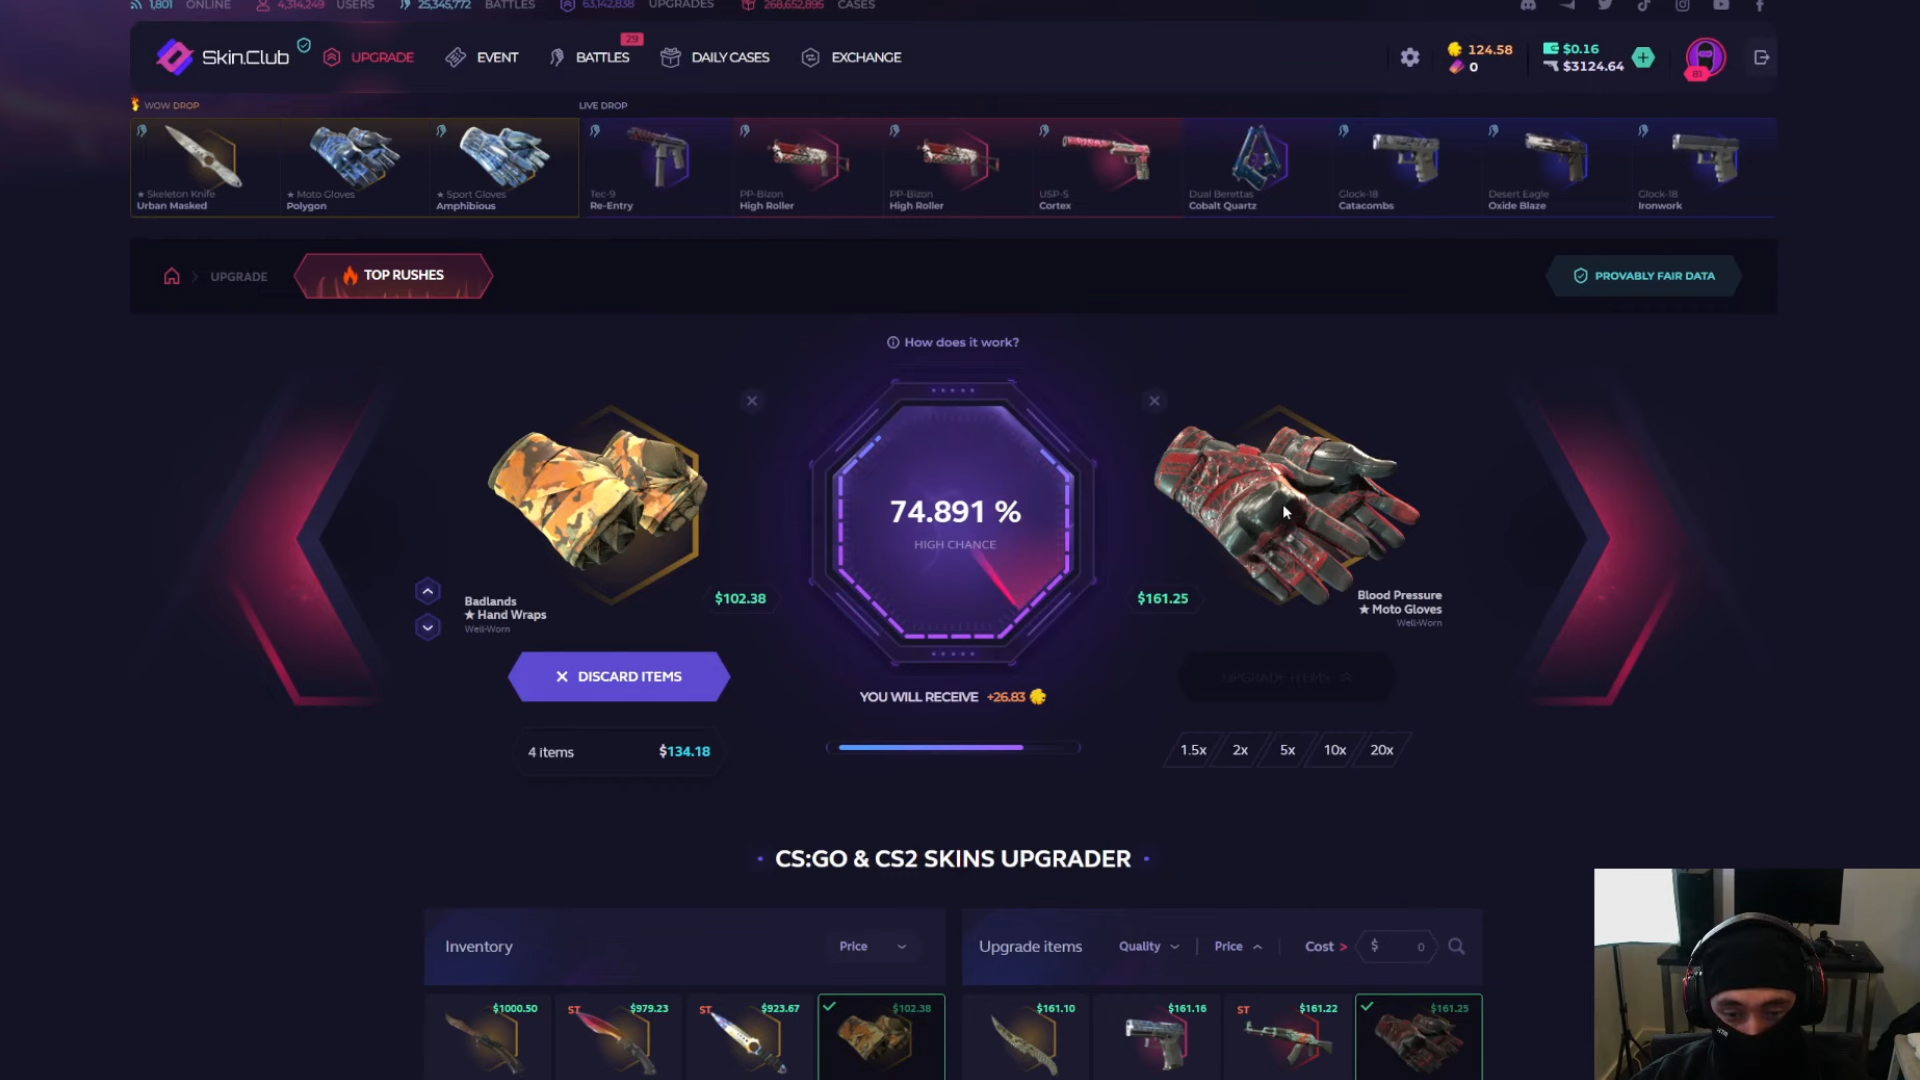 1,801 ONLINE 4,314,249 USERS 25,345,772 BATTLES 63,142,838 UPGRADES 268,652,895 CASES
Skin.Club UPGRADE EVENT BATTLES 29 DAILY CASES EXCHANGE 124.58 $0.16
0 $3124.64
81
WOW DROP LIVE DROP
★ Skeleton Knife ★ Moto Gloves ★ Sport Gloves Tec-9 PP-Bizon PP-Bizon USP-S Dual Berettas Glock-18 Desert Eagle Glock-18
Urban Masked Polygon Amphibious Re-Entry High Roller High Roller Cortex Cobalt Quartz Catacombs Oxide Blaze Ironwork
UPGRADE TOP RUSHES PROVABLY FAIR DATA
How does it work?
74.891 %
HIGH CHANCE
$102.38 $161.25
Badlands Blood Pressure
★ Hand Wraps ★ Moto Gloves
Well-Worn Well-Worn
DISCARD ITEMS UPGRADE ITEMS
YOU WILL RECEIVE +26.83
4 items $134.18 1.5x 2x 5x 10x 20x
CS:GO & CS2 SKINS UPGRADER
Inventory Price Upgrade items Quality Price Cost > $ 0
$1000.50 ST $979.23 ST $923.67 $102.38 $161.10 $161.16 ST $161.22 $161.25